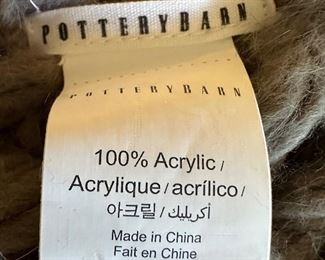 POTTERYBARN
POTTERYBARN
100% Acrylic/
Acrylique/acrílico/
아크릴/أكريليك/
Made in China
Fait en Chine